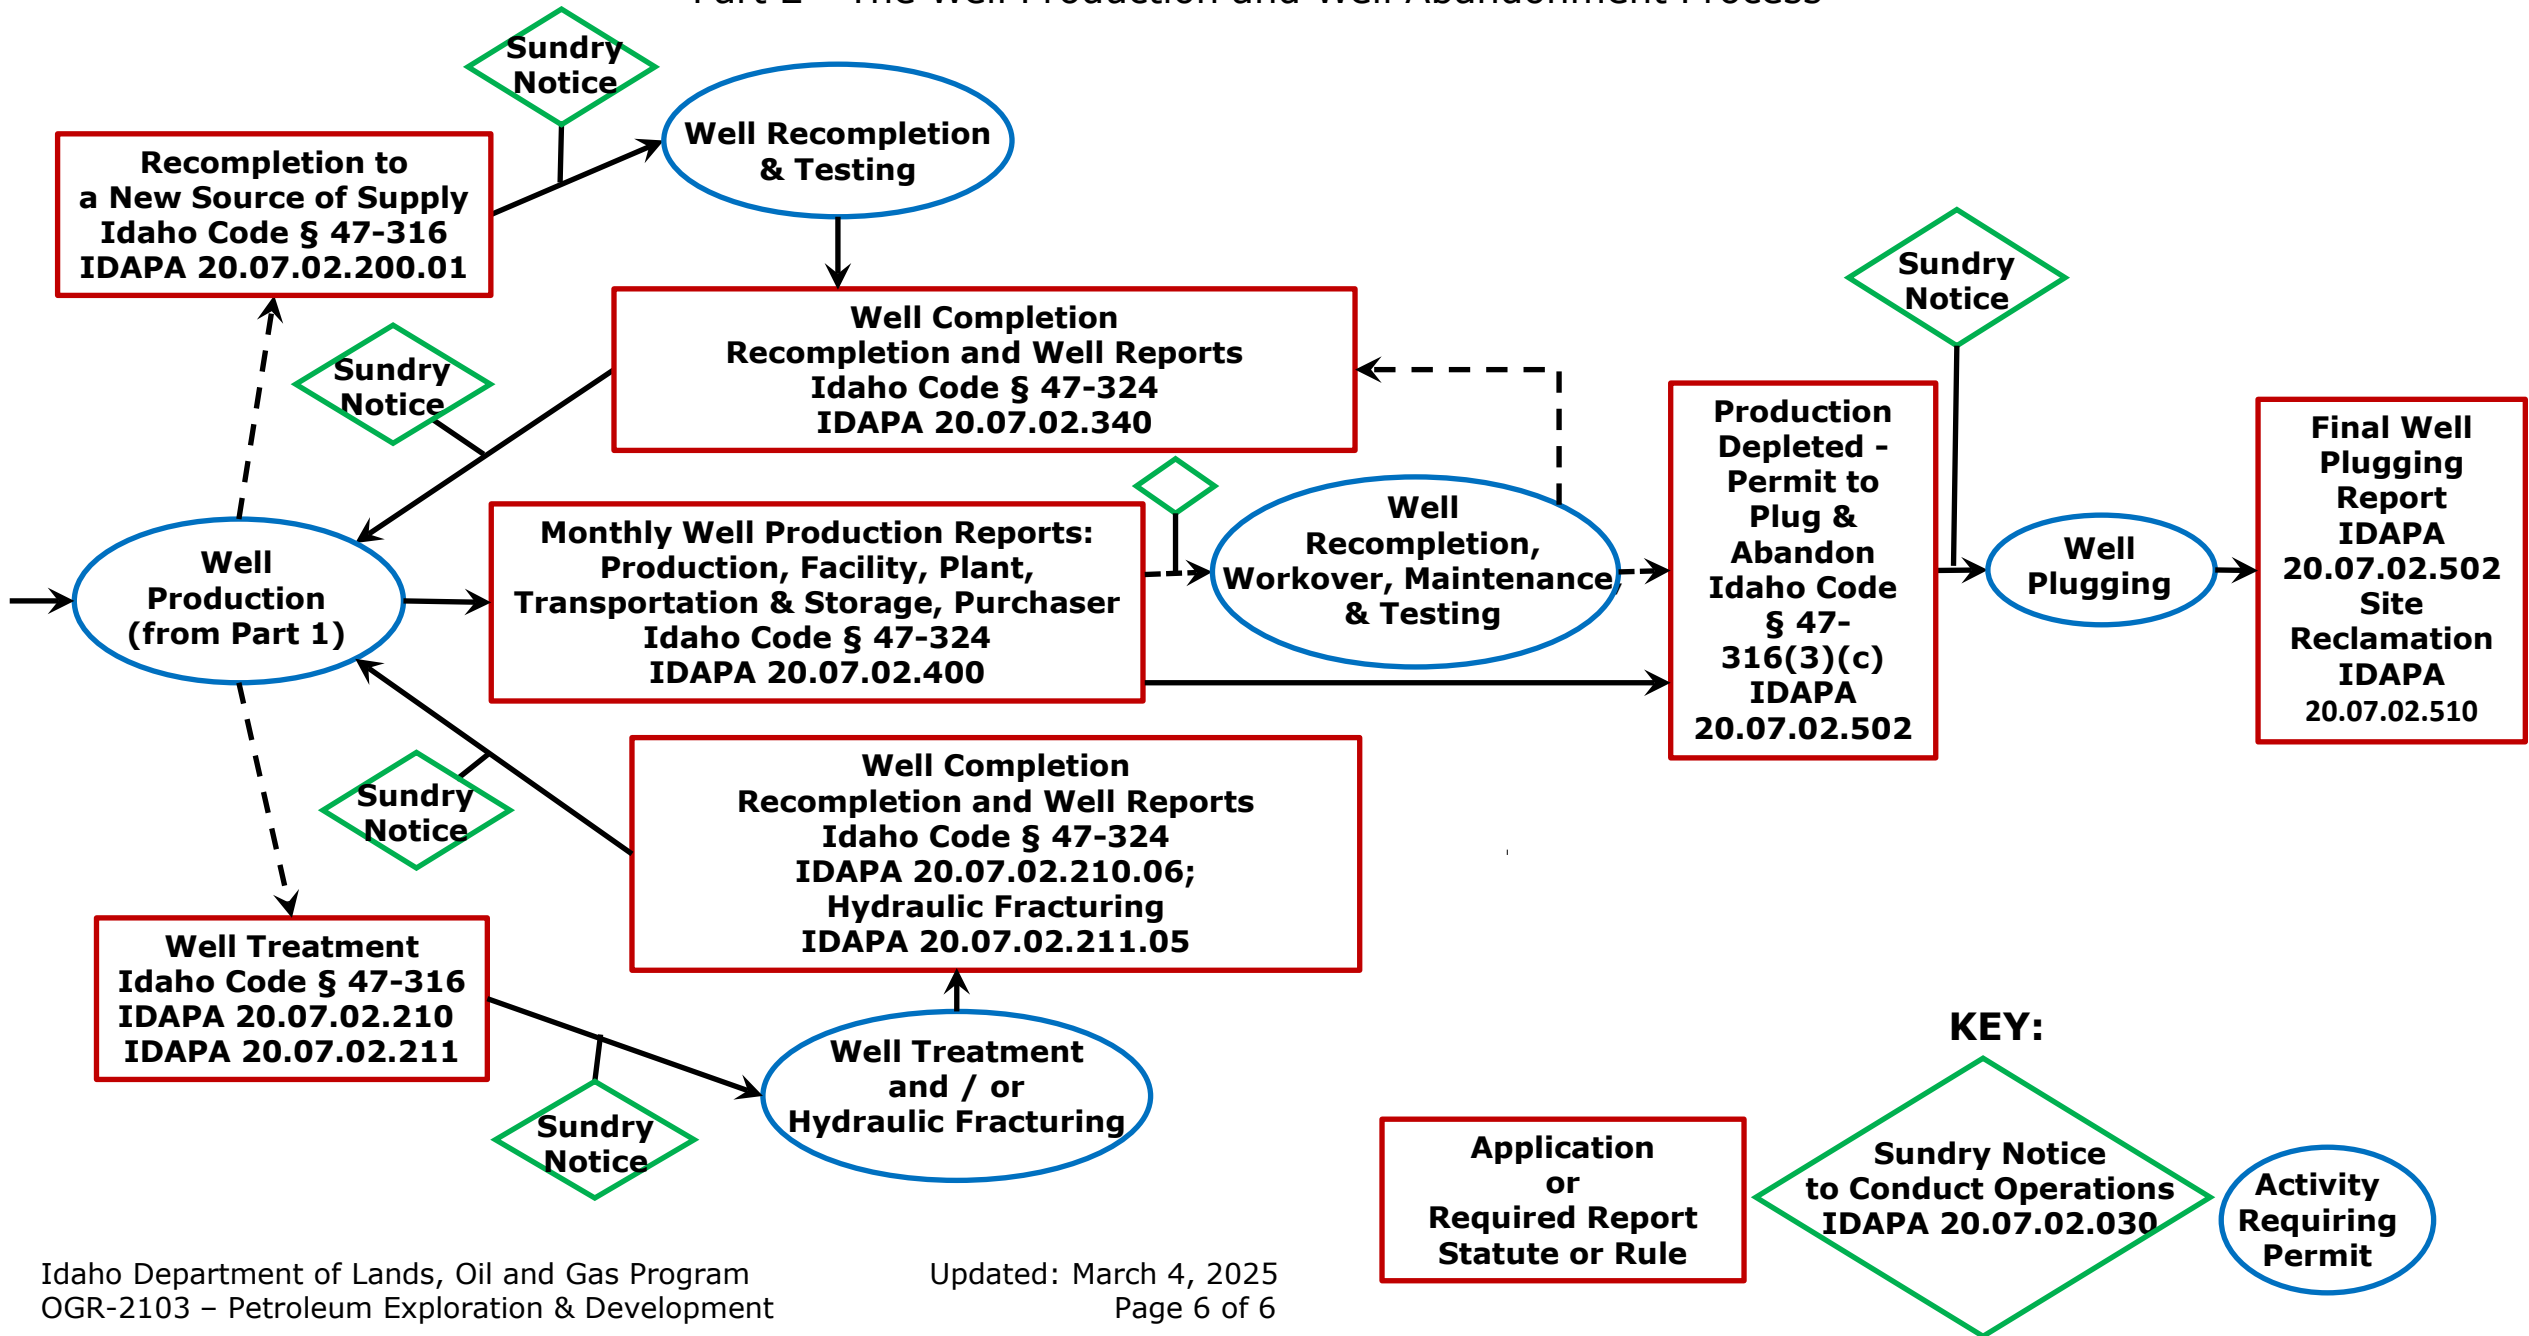 Part 2 – The Well Production and Well Abandonment Process
Sundry
Notice
Well Recompletion
& Testing
Recompletion to
a New Source of Supply
Idaho Code § 47-316
IDAPA 20.07.02.200.01
Sundry
Notice
Well Completion
Recompletion and Well Reports
Idaho Code § 47-324
IDAPA 20.07.02.340
Sundry
Notice
Well
Production
(from Part 1)
Monthly Well Production Reports:
Production, Facility, Plant,
Transportation & Storage, Purchaser
Idaho Code § 47-324
IDAPA 20.07.02.400
Well
Recompletion,
Workover, Maintenance,
& Testing
Production
Depleted -
Permit to
Plug &
Abandon
Idaho Code
§ 47-
316(3)(c)
IDAPA
20.07.02.502
Well
Plugging
Final Well
Plugging
Report
IDAPA
20.07.02.502
Site
Reclamation
IDAPA
20.07.02.510
Sundry
Notice
Well Completion
Recompletion and Well Reports
Idaho Code § 47-324
IDAPA 20.07.02.210.06;
Hydraulic Fracturing
IDAPA 20.07.02.211.05
Well Treatment
Idaho Code § 47-316
IDAPA 20.07.02.210
IDAPA 20.07.02.211
Sundry
Notice
Well Treatment
and / or
Hydraulic Fracturing
KEY:
Application
or
Required Report
Statute or Rule
Sundry Notice
to Conduct Operations
IDAPA 20.07.02.030
Activity
Requiring
Permit
Idaho Department of Lands, Oil and Gas Program
OGR-2103 – Petroleum Exploration & Development
Updated: March 4, 2025
Page 6 of 6